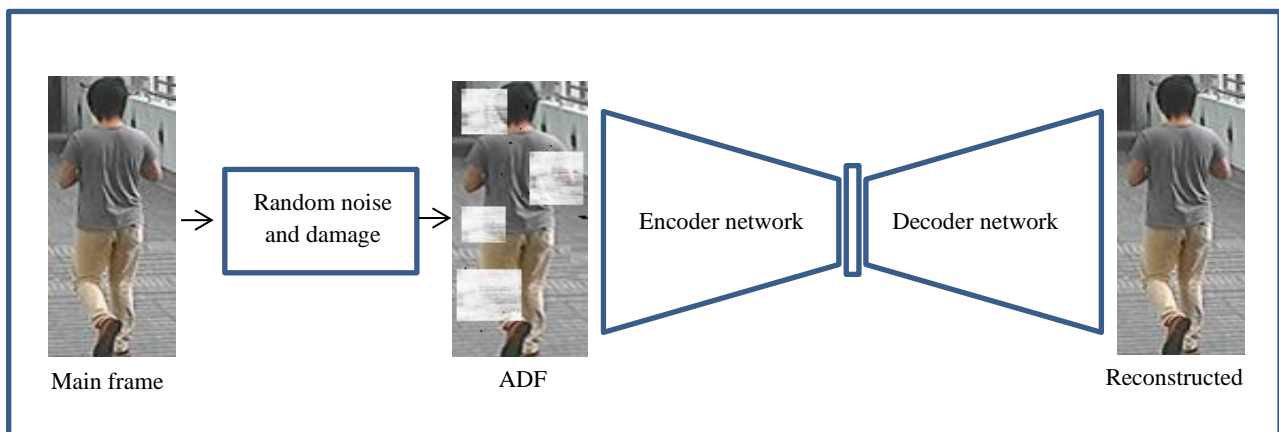 Random noise
and damage
Encoder network
Decoder network
Main frame
ADF
Reconstructed